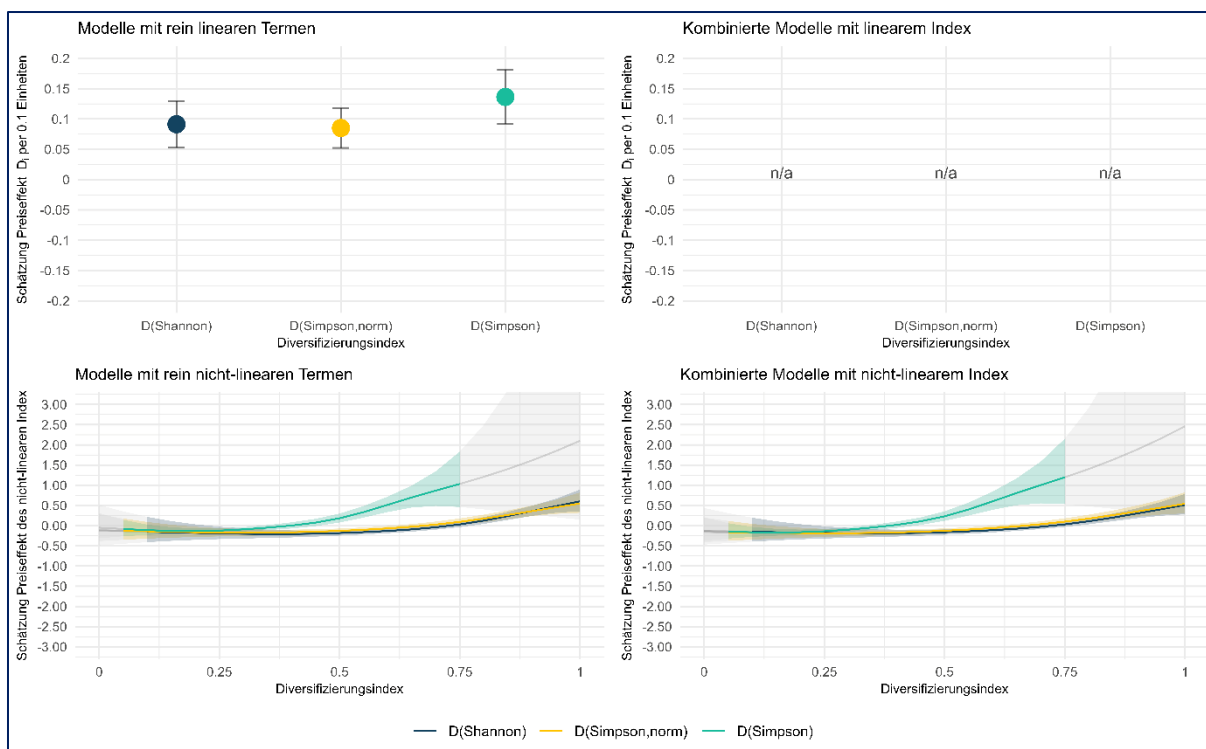 Modelle mit rein linearen Termen
Schätzung Preiseffekt Di per 0.1 Einheiten
0.2
0.15
0.1
0.05
0
-0.05
-0.1
-0.15
-0.2
D(Shannon) D(Simpson,norm) D(Simpson)
Diversifizierungsindex
Kombinierte Modelle mit linearem Index
Schätzung Preiseffekt Di per 0.1 Einheiten
0.2
0.15
0.1
0.05
0
-0.05
-0.1
-0.15
-0.2
n/a n/a n/a
D(Shannon) D(Simpson,norm) D(Simpson)
Diversifizierungsindex
Modelle mit rein nicht-linearen Termen
Schätzung Preiseffekt des nicht-linearen Index
3.00
2.50
2.00
1.50
1.00
0.50
0.00
-0.50
-1.00
-1.50
-2.00
-2.50
-3.00
0 0.25 0.5 0.75 1
Diversifizierungsindex
Kombinierte Modelle mit nicht-linearem Index
Schätzung Preiseffekt des nicht-linearen Index
3.00
2.50
2.00
1.50
1.00
0.50
0.00
-0.50
-1.00
-1.50
-2.00
-2.50
-3.00
0 0.25 0.5 0.75 1
Diversifizierungsindex
D(Shannon) D(Simpson,norm) D(Simpson)